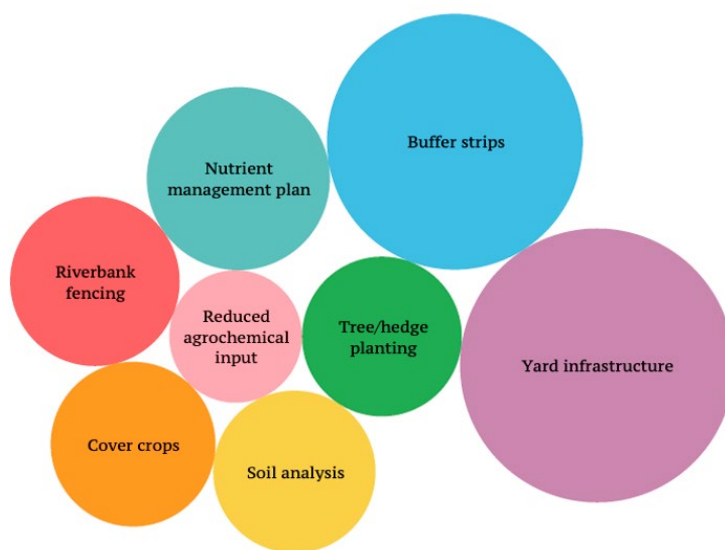 Buffer strips
Nutrient
management plan
Riverbank
fencing
Reduced
agrochemical
input
Tree/hedge
planting
Yard infrastructure
Cover crops
Soil analysis